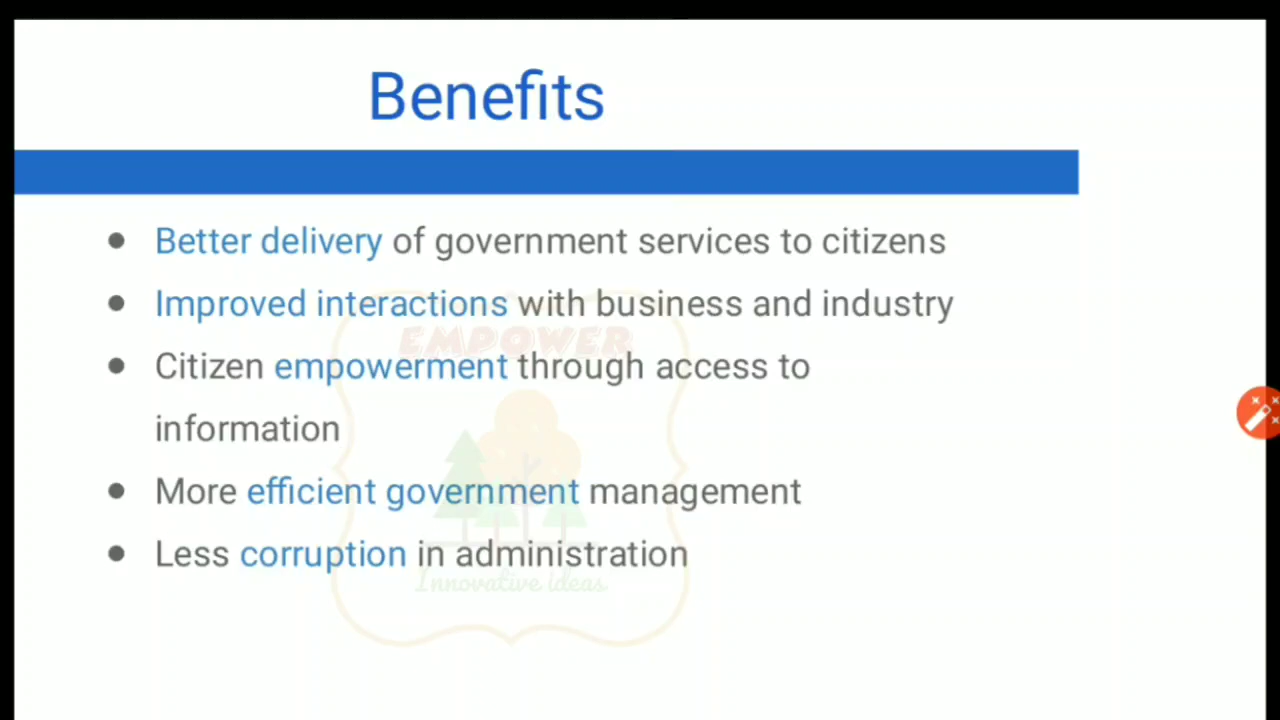 Benefits
● Better delivery of government services to citizens
● Improved interactions with business and industry
● Citizen empowerment through access to
information
● More efficient government management
● Less corruption in administration
EMPOWER
Innovative ideas